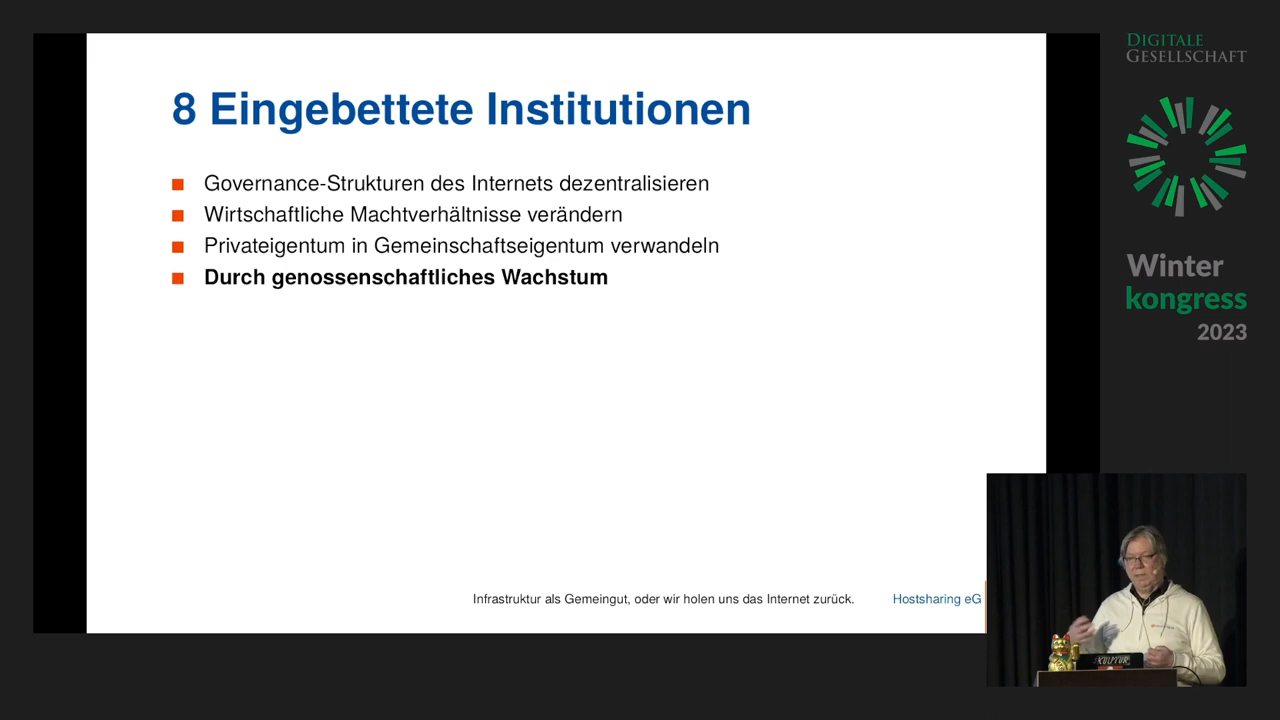 8 Eingebettete Institutionen
Governance-Strukturen des Internets dezentralisieren
Wirtschaftliche Machtverhältnisse verändern
Privateigentum in Gemeinschaftseigentum verwandeln
Durch genossenschaftliches Wachstum
Infrastruktur als Gemeingut, oder wir holen uns das Internet zurück.
Hostsharing eG
DIGITALE
GESELLSCHAFT
Winter
kongress
2023
KULPTUR